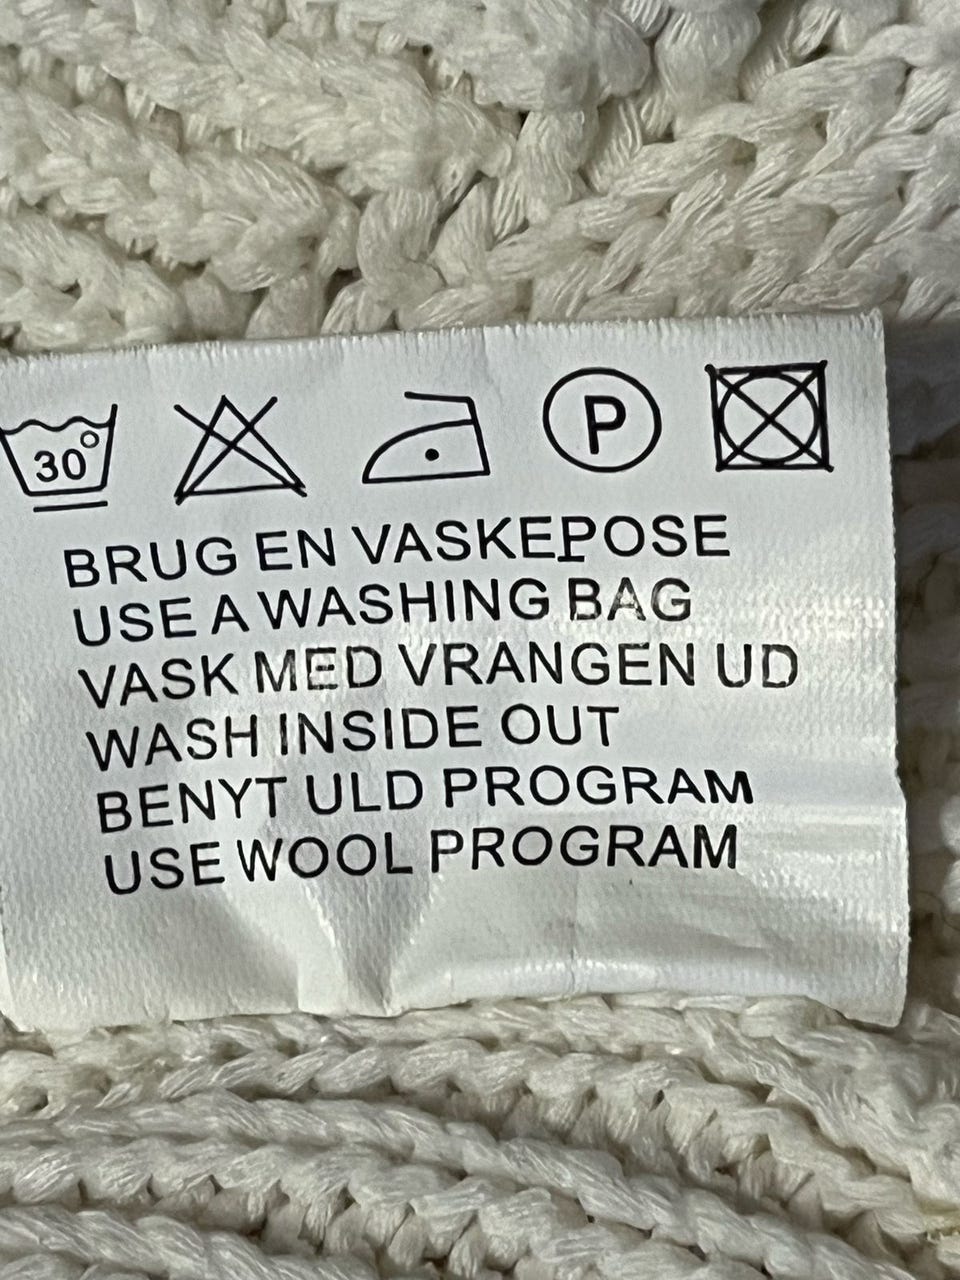 30°
P
BRUG EN VASKEPOSE
USE A WASHING BAG
VASK MED VRANGEN UD
WASH INSIDE OUT
BENYT ULD PROGRAM
USE WOOL PROGRAM